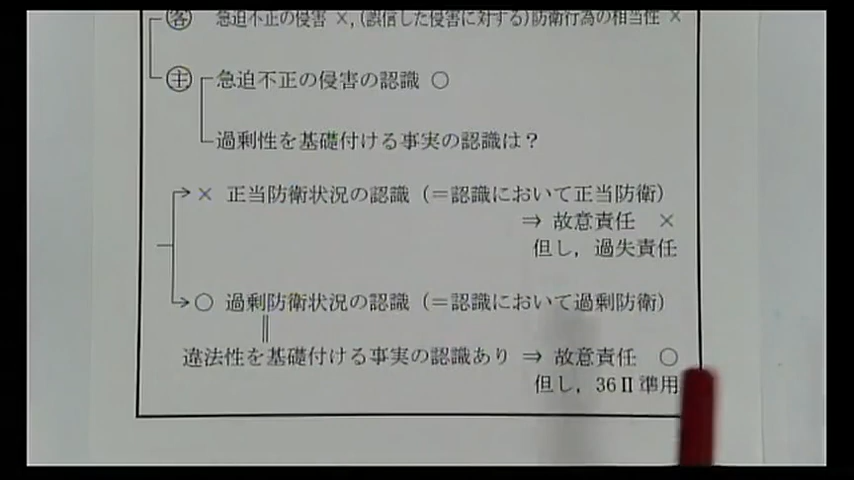 客 急迫不正の侵害 ×，(誤信した侵害に対する)防衛行為の相当性 ×
主 急迫不正の侵害の認識 ○
過剰性を基礎付ける事実の認識は？
× 正当防衛状況の認識（＝認識において正当防衛）
⇒ 故意責任 ×
但し，過失責任
○ 過剰防衛状況の認識（＝認識において過剰防衛）
違法性を基礎付ける事実の認識あり ⇒ 故意責任 ○
但し，36Ⅱ準用